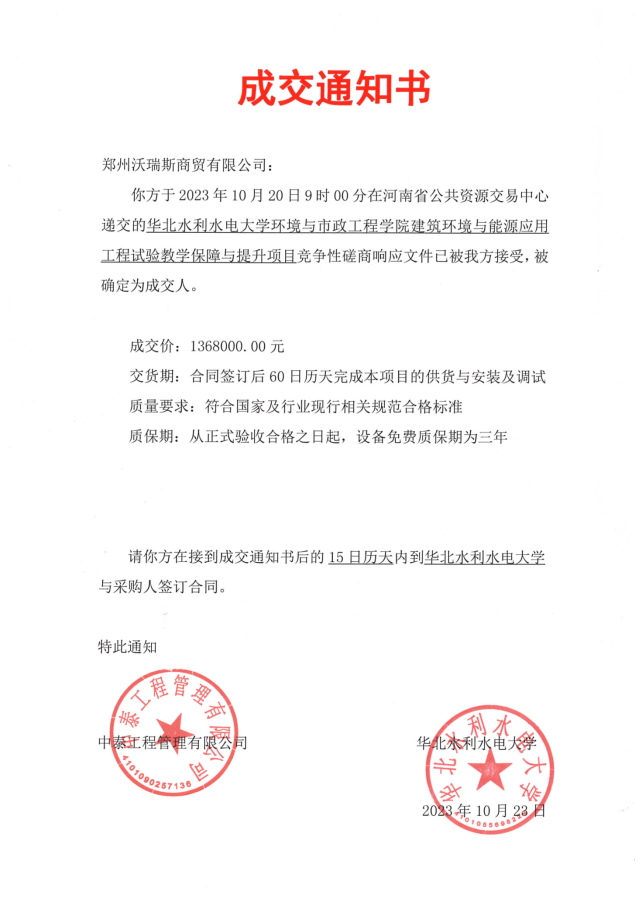 成交通知书
郑州沃瑞斯商贸有限公司：
你方于 2023 年 10 月 20 日 9 时 00 分在河南省公共资源交易中心
递交的华北水利水电大学环境与市政工程学院建筑环境与能源应用
工程试验教学保障与提升项目竞争性磋商响应文件已被我方接受，被
确定为成交人。
成交价：1368000.00 元
交货期：合同签订后 60 日历天完成本项目的供货与安装及调试
质量要求：符合国家及行业现行相关规范合格标准
质保期：从正式验收合格之日起，设备免费质保期为三年
请你方在接到成交通知书后的 15 日历天内到华北水利水电大学
与采购人签订合同。
特此通知
中泰工程管理有限公司
4101090257136
中泰工程管理有限公司
华北水利水电大学
华北水利水电大学
2023 年 10 月 23 日